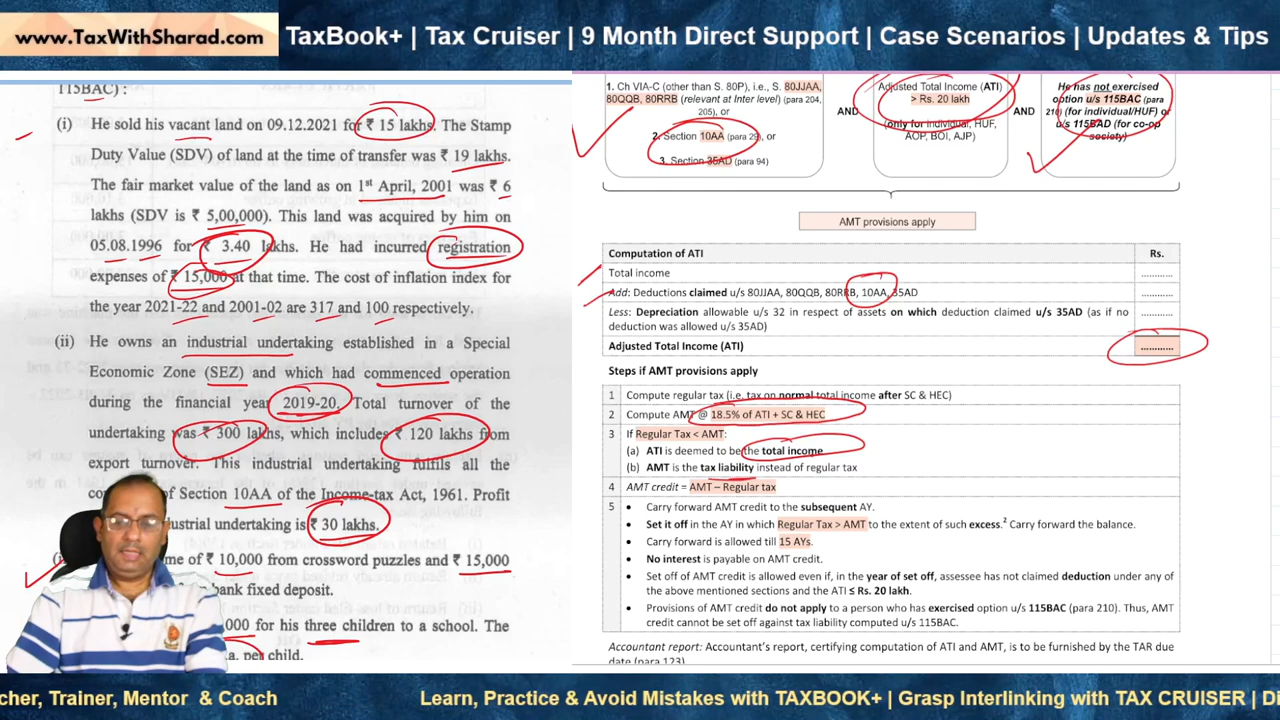 www.TaxWithSharad.com
TaxBook+ | Tax Cruiser | 9 Month Direct Support | Case Scenarios | Updates & Tips
115BAC) :
(i) He sold his vacant land on 09.12.2021 for ₹ 15 lakhs. The Stamp
Duty Value (SDV) of land at the time of transfer was ₹ 19 lakhs.
The fair market value of the land as on 1st April, 2001 was ₹ 6
lakhs (SDV is ₹ 5,00,000). This land was acquired by him on
05.08.1996 for ₹ 3.40 lakhs. He had incurred registration
expenses of ₹ 15,000 at that time. The cost of inflation index for
the year 2021-22 and 2001-02 are 317 and 100 respectively.
(ii) He owns an industrial undertaking established in a Special
Economic Zone (SEZ) and which had commenced operation
during the financial year 2019-20. Total turnover of the
undertaking was ₹ 300 lakhs, which includes ₹ 120 lakhs from
export turnover. This industrial undertaking fulfils all the
of Section 10AA of the Income-tax Act, 1961. Profit
industrial undertaking is ₹ 30 lakhs.
me of ₹ 10,000 from crossword puzzles and ₹ 15,000
bank fixed deposit.
,000 for his three children to a school. The
.a. per child.
1. Ch VIA-C (other than S. 80P), i.e., S. 80JJAA,
80QQB, 80RRB (relevant at Inter level) (para 204,
205), or
2. Section 10AA (para 29), or
3. Section 35AD (para 94)
AND
Adjusted Total Income (ATI)
> Rs. 20 lakh
(only for individual, HUF,
AOP, BOI, AJP)
AND
He has not exercised
option u/s 115BAC (para
210) (for individual/HUF) or
u/s 115BAD (for co-op
society)
AMT provisions apply
Computation of ATI Rs.
Total income ............
Add: Deductions claimed u/s 80JJAA, 80QQB, 80RRB, 10AA, 35AD ............
Less: Depreciation allowable u/s 32 in respect of assets on which deduction claimed u/s 35AD (as if no ............
deduction was allowed u/s 35AD)
Adjusted Total Income (ATI) ............
Steps if AMT provisions apply
1 Compute regular tax (i.e. tax on normal total income after SC & HEC)
2 Compute AMT @ 18.5% of ATI + SC & HEC
3 If Regular Tax < AMT:
(a) ATI is deemed to be the total income
(b) AMT is the tax liability instead of regular tax
4 AMT credit = AMT – Regular tax
5 • Carry forward AMT credit to the subsequent AY.
• Set it off in the AY in which Regular Tax > AMT to the extent of such excess.2 Carry forward the balance.
• Carry forward is allowed till 15 AYs.
• No interest is payable on AMT credit.
• Set off of AMT credit is allowed even if, in the year of set off, assessee has not claimed deduction under any of
the above mentioned sections and the ATI ≤ Rs. 20 lakh.
• Provisions of AMT credit do not apply to a person who has exercised option u/s 115BAC (para 210). Thus, AMT
credit cannot be set off against tax liability computed u/s 115BAC.
Accountant report: Accountant's report, certifying computation of ATI and AMT, is to be furnished by the TAR due
date (para 123)
cher, Trainer, Mentor & Coach
Learn, Practice & Avoid Mistakes with TAXBOOK+ | Grasp Interlinking with TAX CRUISER | Di